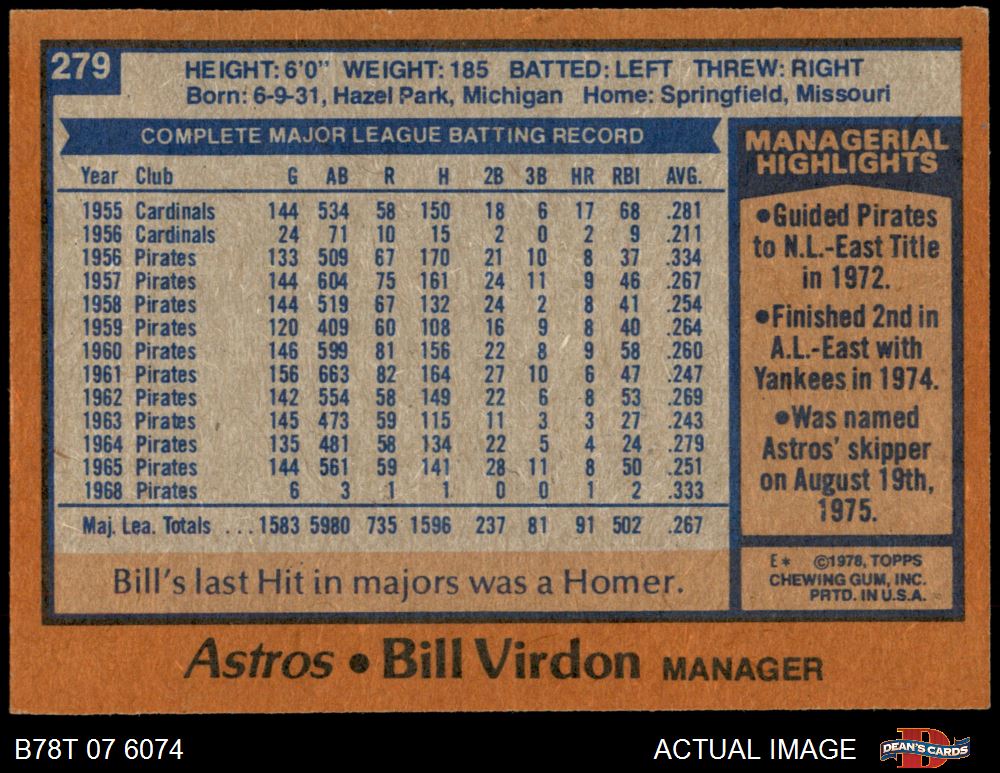 279
HEIGHT: 6'0" WEIGHT: 185 BATTED: LEFT THREW: RIGHT
Born: 6-9-31, Hazel Park, Michigan Home: Springfield, Missouri
COMPLETE MAJOR LEAGUE BATTING RECORD
Year Club G AB R H 2B 3B HR RBI AVG.
1955 Cardinals 144 534 58 150 18 6 17 68 .281
1956 Cardinals 24 71 10 15 2 0 2 9 .211
1956 Pirates 133 509 67 170 21 10 8 37 .334
1957 Pirates 144 604 75 161 24 11 9 46 .267
1958 Pirates 144 519 67 132 24 2 8 41 .254
1959 Pirates 120 409 60 108 16 9 8 40 .264
1960 Pirates 146 599 81 156 22 8 9 58 .260
1961 Pirates 156 663 82 164 27 10 6 47 .247
1962 Pirates 142 554 58 149 22 6 8 53 .269
1963 Pirates 145 473 59 115 11 3 3 27 .243
1964 Pirates 135 481 58 134 22 5 4 24 .279
1965 Pirates 144 561 59 141 28 11 8 50 .251
1968 Pirates 6 3 1 1 0 0 1 2 .333
Maj. Lea. Totals ... 1583 5980 735 1596 237 81 91 502 .267
Bill's last Hit in majors was a Homer.
MANAGERIAL
HIGHLIGHTS
•Guided Pirates
to N.L.-East Title
in 1972.
•Finished 2nd in
A.L.-East with
Yankees in 1974.
•Was named
Astros' skipper
on August 19th,
1975.
E* ©1978, TOPPS
CHEWING GUM, INC.
PRTD. IN U.S.A.
Astros • Bill Virdon MANAGER
B78T 07 6074
ACTUAL IMAGE
DEAN'S CARDS